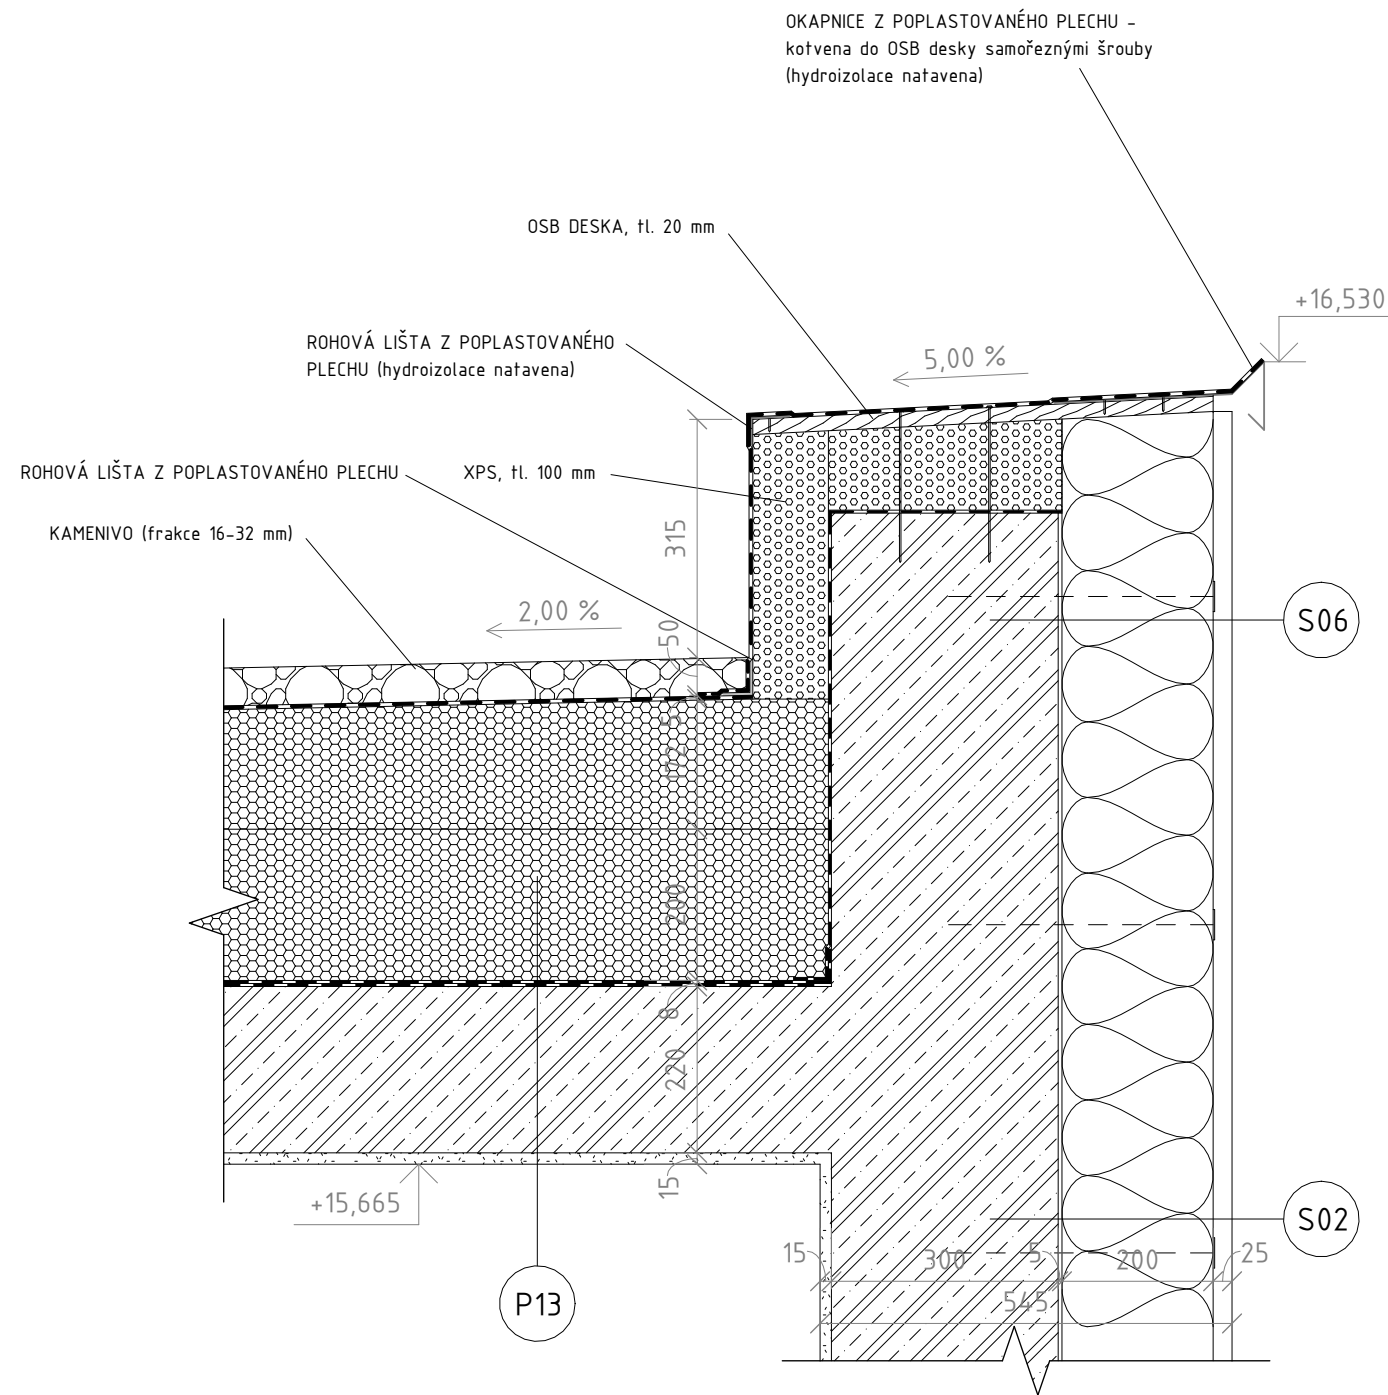 OKAPNICE Z POPLASTOVANÉHO PLECHU -
kotvena do OSB desky samořeznými šrouby
(hydroizolace natavena)
OSB DESKA, tl. 20 mm
+16,530
ROHOVÁ LIŠTA Z POPLASTOVANÉHO
PLECHU (hydroizolace natavena)
5,00 %
ROHOVÁ LIŠTA Z POPLASTOVANÉHO PLECHU
XPS, tl. 100 mm
KAMENIVO (frakce 16-32 mm)
315
2,00 %
50
S06
5
172
200
8
220
15
+15,665
S02
15
300
5
200
25
545
P13